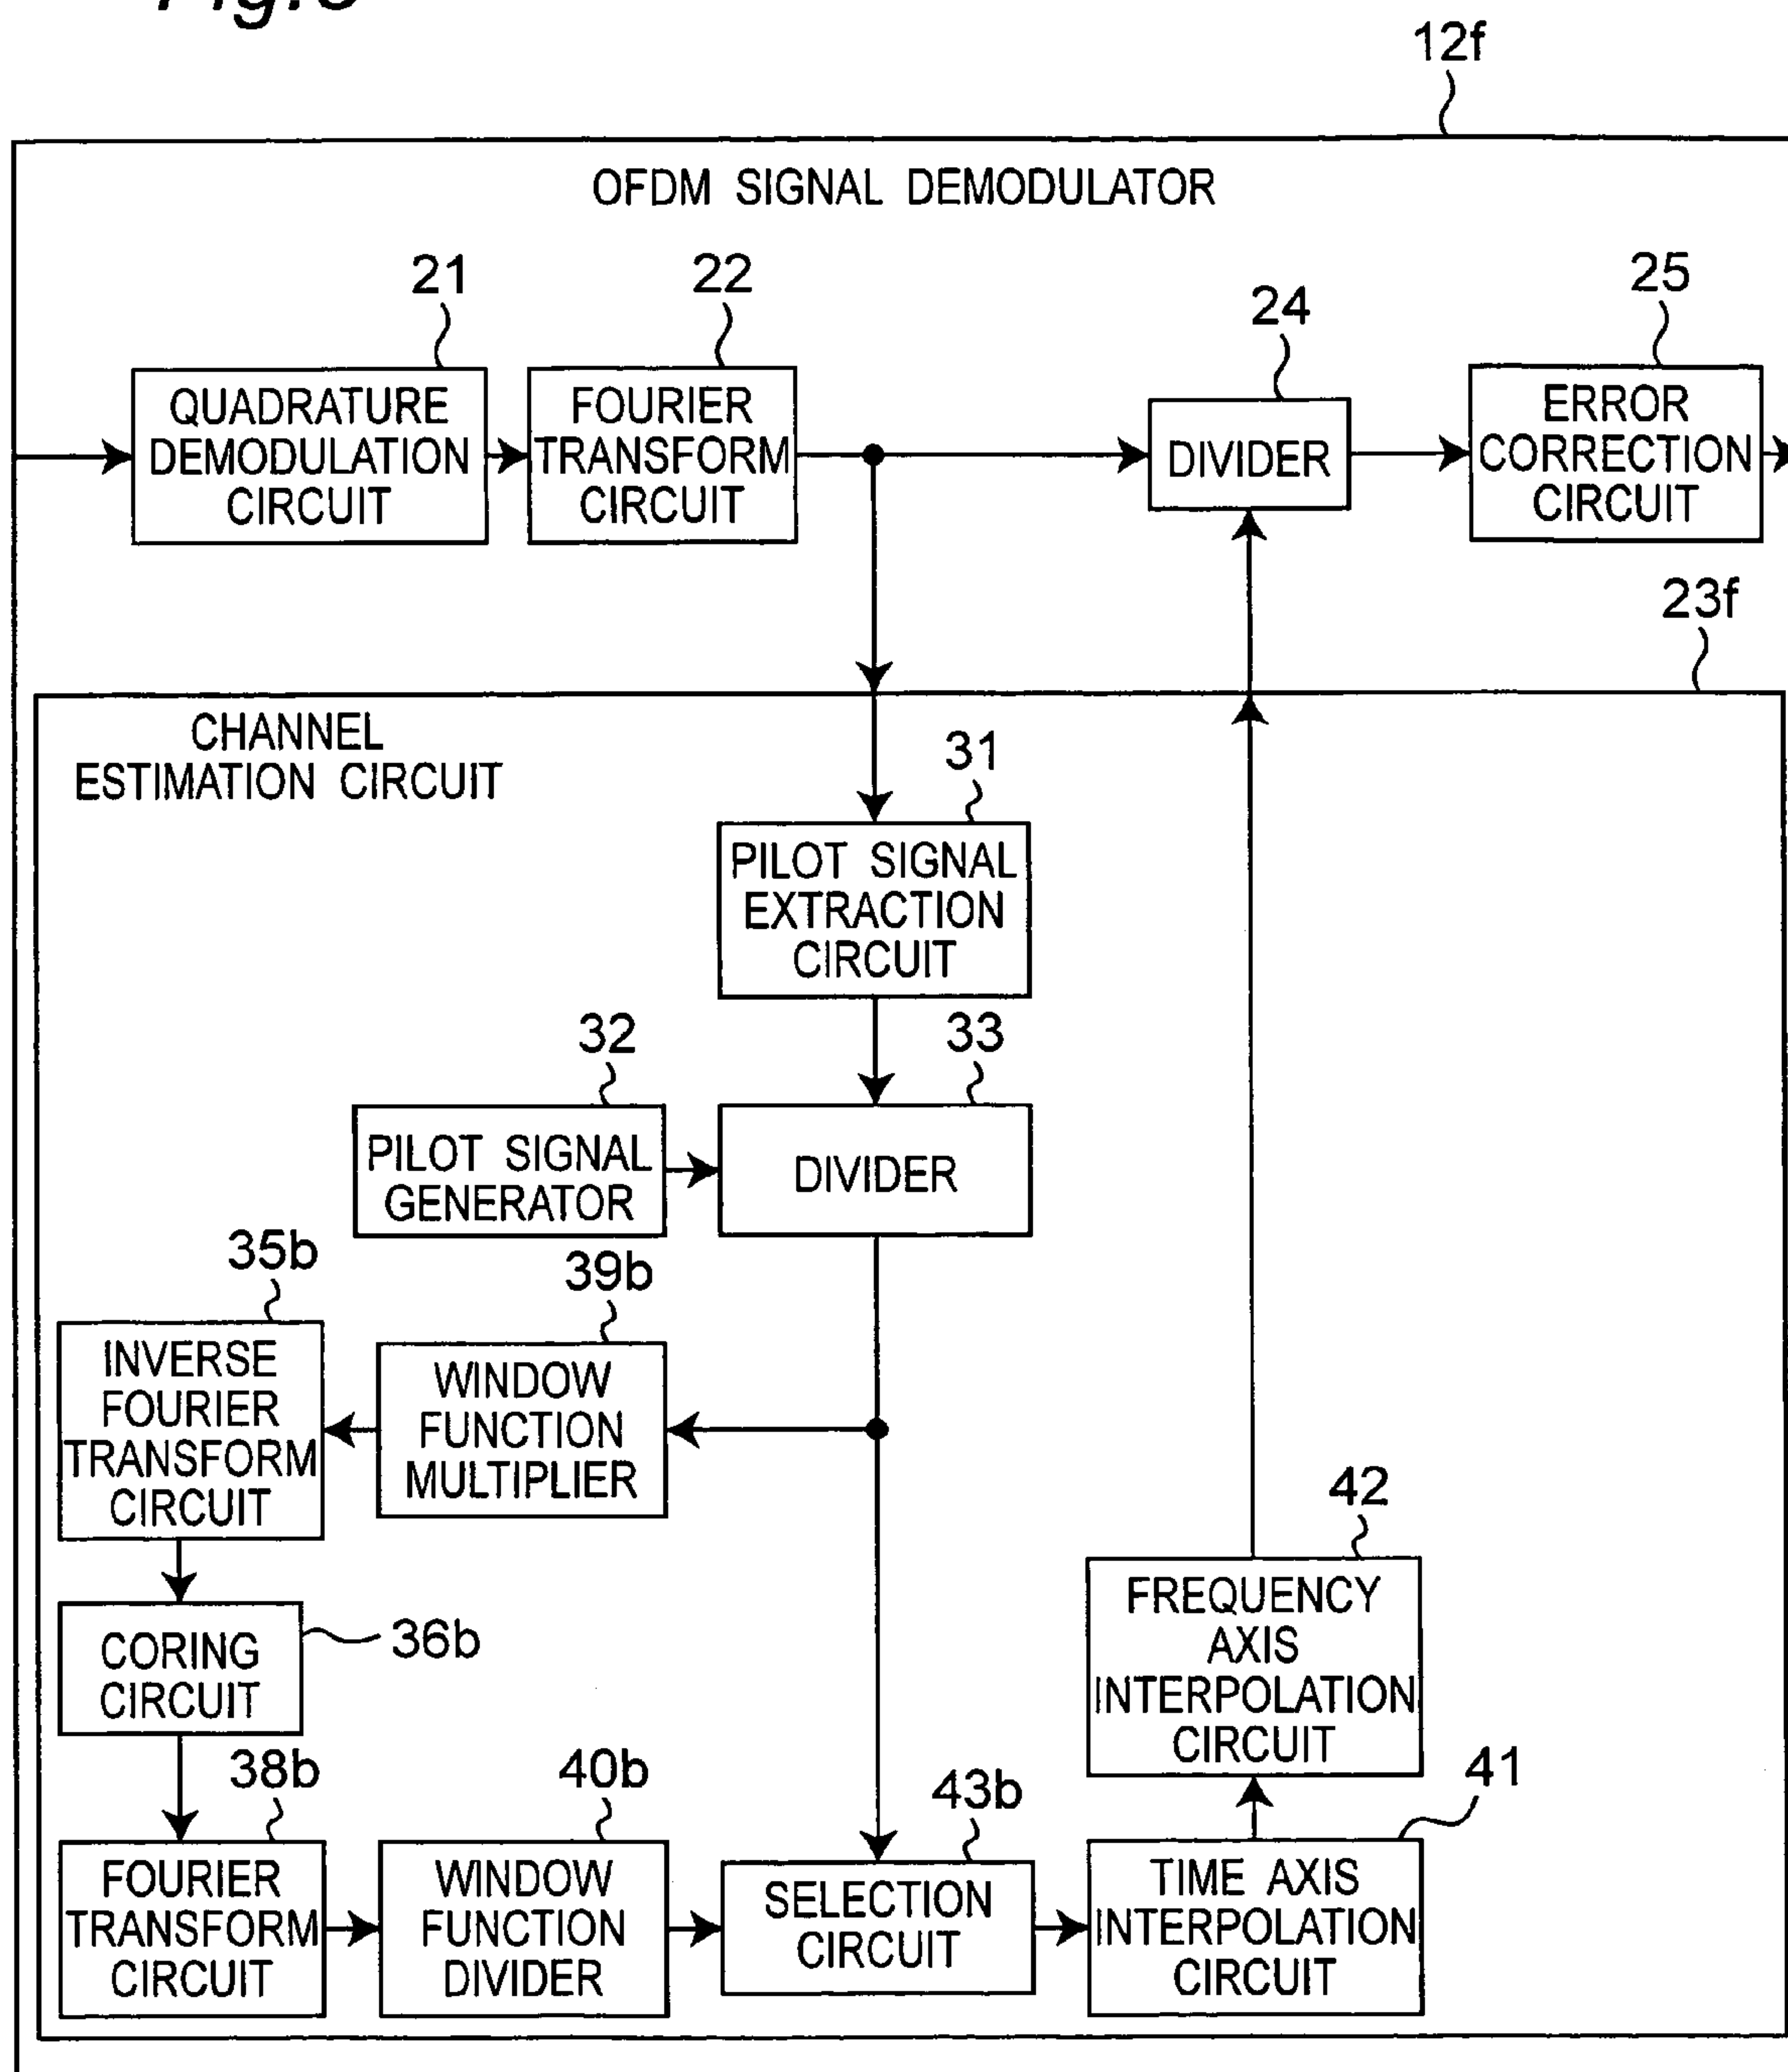 12f
OFDM SIGNAL DEMODULATOR
21
22
24
25
QUADRATURE
DEMODULATION
CIRCUIT
FOURIER
TRANSFORM
CIRCUIT
DIVIDER
ERROR
CORRECTION
CIRCUIT
23f
CHANNEL
ESTIMATION CIRCUIT
31
PILOT SIGNAL
EXTRACTION
CIRCUIT
32
33
PILOT SIGNAL
GENERATOR
DIVIDER
35b
39b
INVERSE
FOURIER
TRANSFORM
CIRCUIT
WINDOW
FUNCTION
MULTIPLIER
42
FREQUENCY
AXIS
INTERPOLATION
CIRCUIT
CORING
CIRCUIT
36b
38b
40b
43b
41
FOURIER
TRANSFORM
CIRCUIT
WINDOW
FUNCTION
DIVIDER
SELECTION
CIRCUIT
TIME AXIS
INTERPOLATION
CIRCUIT